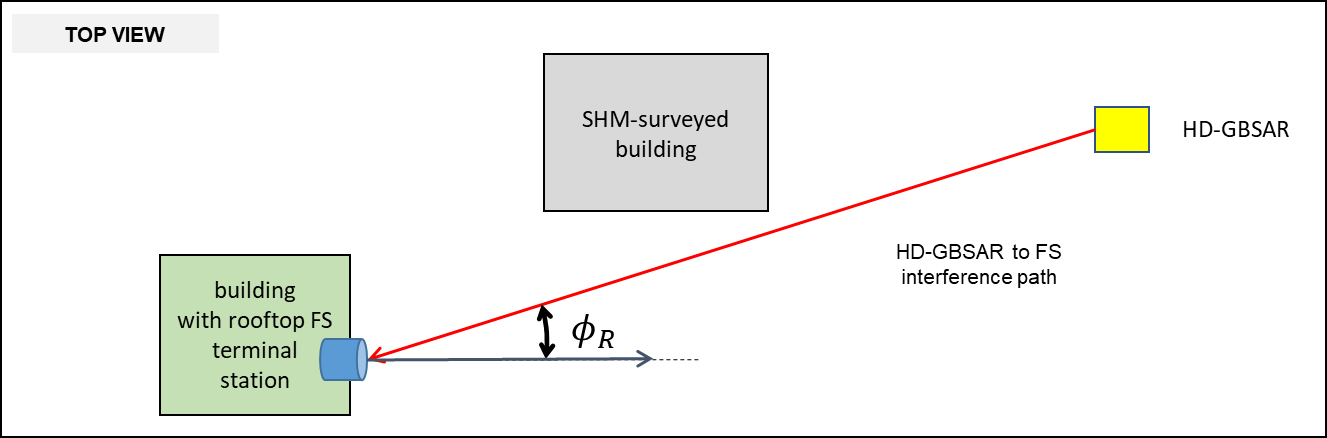 TOP VIEW
SHM-surveyed
building
HD-GBSAR
HD-GBSAR to FS
interference path
building
with rooftop FS
terminal
station
ϕR